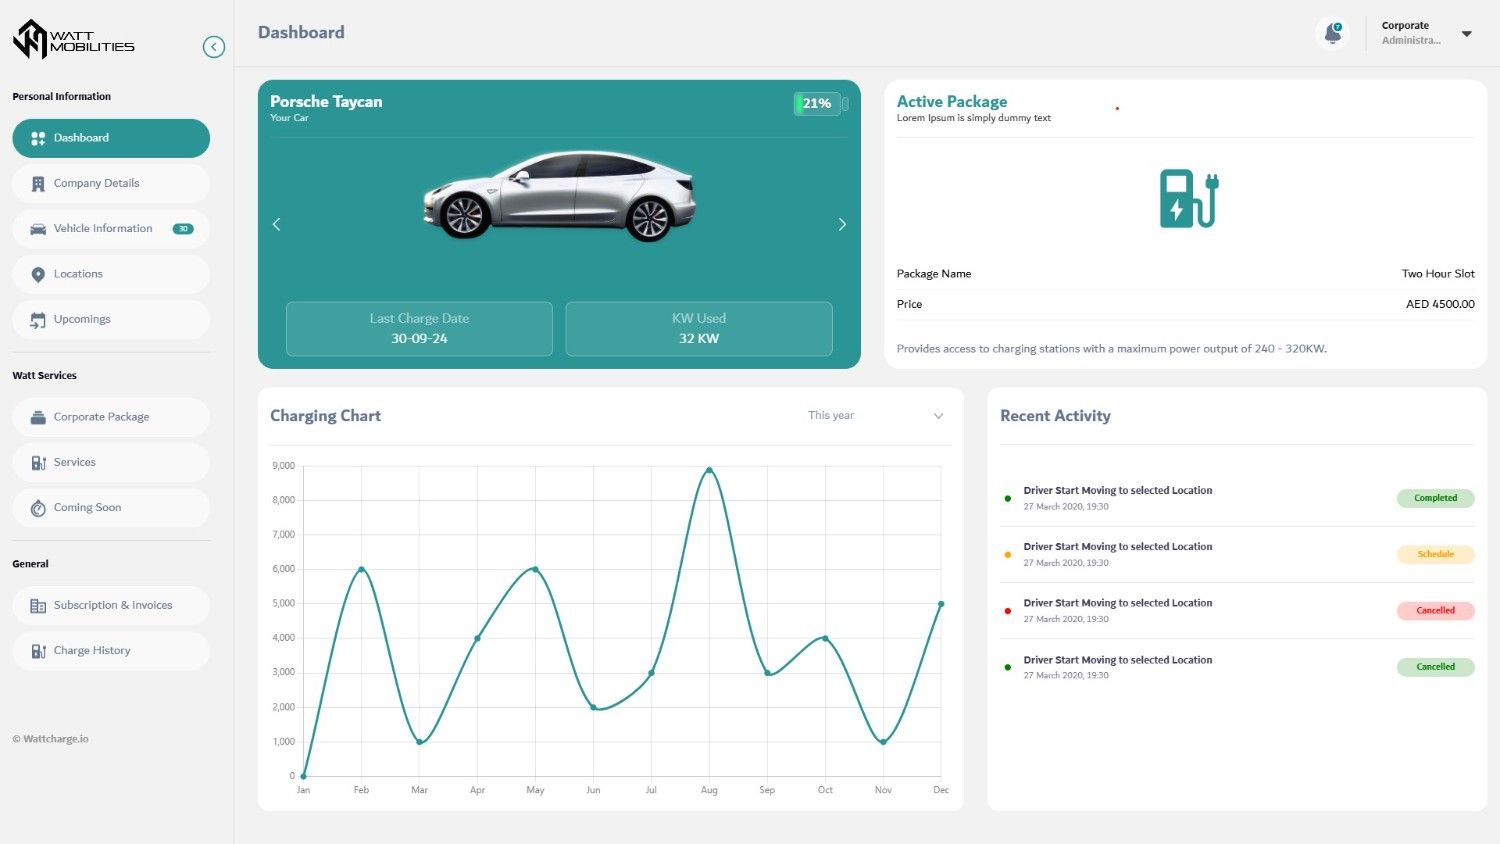 WATT
MOBILITIES
Personal Information
Dashboard
Company Details
Vehicle Information 30
Locations
Upcomings
Watt Services
Corporate Package
Services
Coming Soon
General
Subscription & Invoices
Charge History
© Wattcharge.io
Dashboard
7
Corporate
Administra...
Porsche Taycan
Your Car
21%
Last Charge Date
30-09-24
KW Used
32 KW
Active Package
Lorem Ipsum is simply dummy text
Package Name Two Hour Slot
Price AED 4500.00
Provides access to charging stations with a maximum power output of 240 - 320KW.
Charging Chart This year
9,000
8,000
7,000
6,000
5,000
4,000
3,000
2,000
1,000
0
Jan Feb Mar Apr May Jun Jul Aug Sep Oct Nov Dec
Recent Activity
Driver Start Moving to selected Location
27 March 2020, 19:30
Completed
Driver Start Moving to selected Location
27 March 2020, 19:30
Schedule
Driver Start Moving to selected Location
27 March 2020, 19:30
Cancelled
Driver Start Moving to selected Location
27 March 2020, 19:30
Cancelled